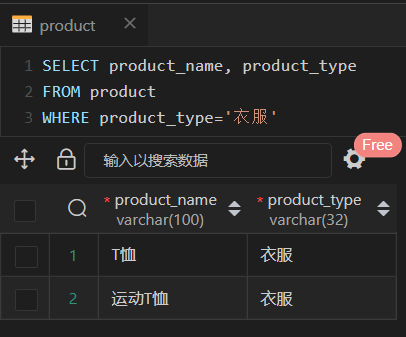 product
1 SELECT product_name, product_type
2 FROM product
3 WHERE product_type='衣服'
Free
输入以搜索数据
* product_name * product_type
varchar(100) varchar(32)
1 T恤 衣服
2 运动T恤 衣服